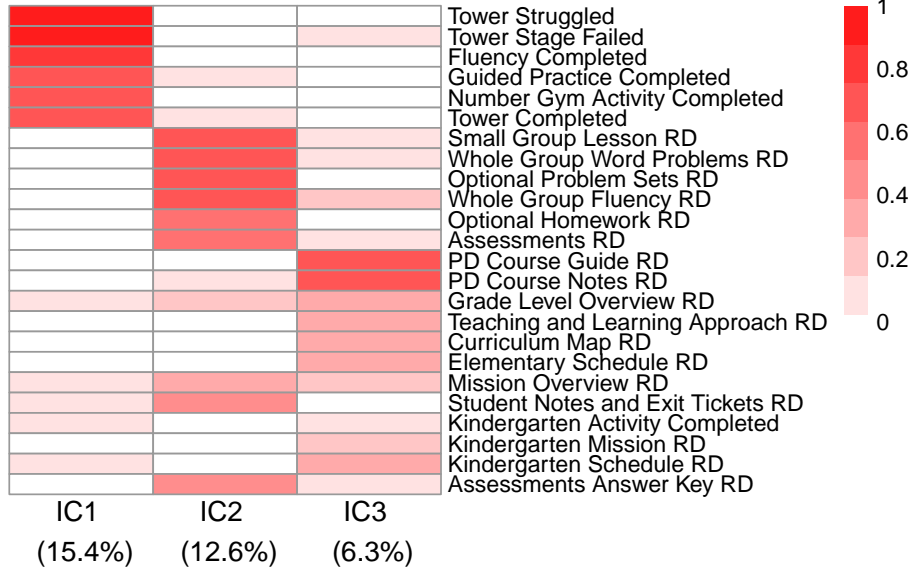 Tower Struggled
Tower Stage Failed
Fluency Completed
Guided Practice Completed
Number Gym Activity Completed
Tower Completed
Small Group Lesson RD
Whole Group Word Problems RD
Optional Problem Sets RD
Whole Group Fluency RD
Optional Homework RD
Assessments RD
PD Course Guide RD
PD Course Notes RD
Grade Level Overview RD
Teaching and Learning Approach RD
Curriculum Map RD
Elementary Schedule RD
Mission Overview RD
Student Notes and Exit Tickets RD
Kindergarten Activity Completed
Kindergarten Mission RD
Kindergarten Schedule RD
Assessments Answer Key RD
IC1 IC2 IC3
(15.4%) (12.6%) (6.3%)
1
0.8
0.6
0.4
0.2
0